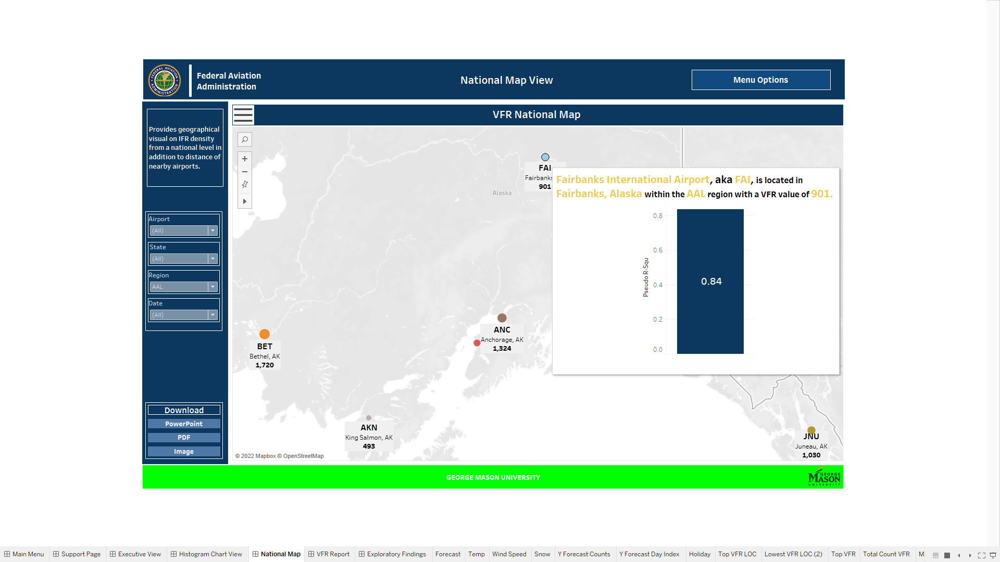 Federal Aviation
Administration
National Map View
Menu Options
VFR National Map
Provides geographical
visual on IFR density
from a national level in
addition to distance of
nearby airports.
Airport
(All)
State
(All)
Region
AAL
Date
(All)
Download
PowerPoint
PDF
Image
Alaska
FAI
Fairbanks
901
Fairbanks International Airport, aka FAI, is located in
Fairbanks, Alaska within the AAL region with a VFR value of 901.
Pseudo R-Squ
0.8
0.6
0.4
0.2
0.0
0.84
ANC
Anchorage, AK
1,324
BET
Bethel, AK
1,720
AKN
King Salmon, AK
493
JNU
Juneau, AK
1,030
© 2022 Mapbox © OpenStreetMap
GEORGE MASON UNIVERSITY
GEORGE
MASON
UNIVERSITY
Main Menu Support Page Executive View Histogram Chart View National Map VFR Report Exploratory Findings Forecast Temp Wind Speed Snow Y Forecast Counts Y Forecast Day Index Holiday Top VFR LOC Lowest VFR LOC (2) Top VFR Total Count VFR M